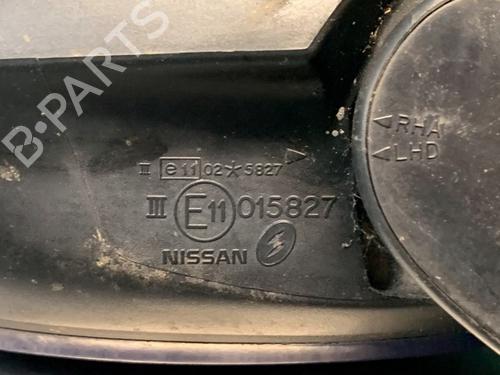 B-PARTS
◁ RHA
◁ LHD
II e11 02*5827
III E11 015827
NISSAN